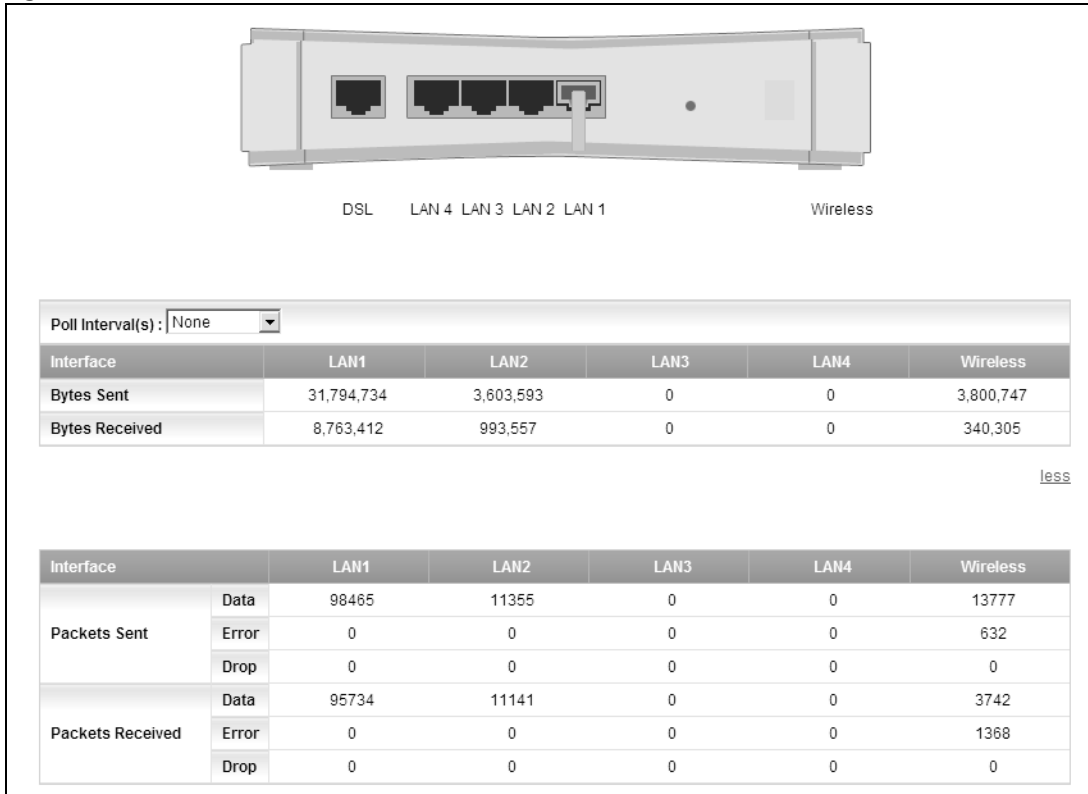 DSL LAN 4 LAN 3 LAN 2 LAN 1 Wireless
Poll Interval(s) : None
Interface LAN1 LAN2 LAN3 LAN4 Wireless
Bytes Sent 31,794,734 3,603,593 0 0 3,800,747
Bytes Received 8,763,412 993,557 0 0 340,305
less
Interface LAN1 LAN2 LAN3 LAN4 Wireless
Packets Sent Data 98465 11355 0 0 13777
Error 0 0 0 0 632
Drop 0 0 0 0 0
Packets Received Data 95734 11141 0 0 3742
Error 0 0 0 0 1368
Drop 0 0 0 0 0